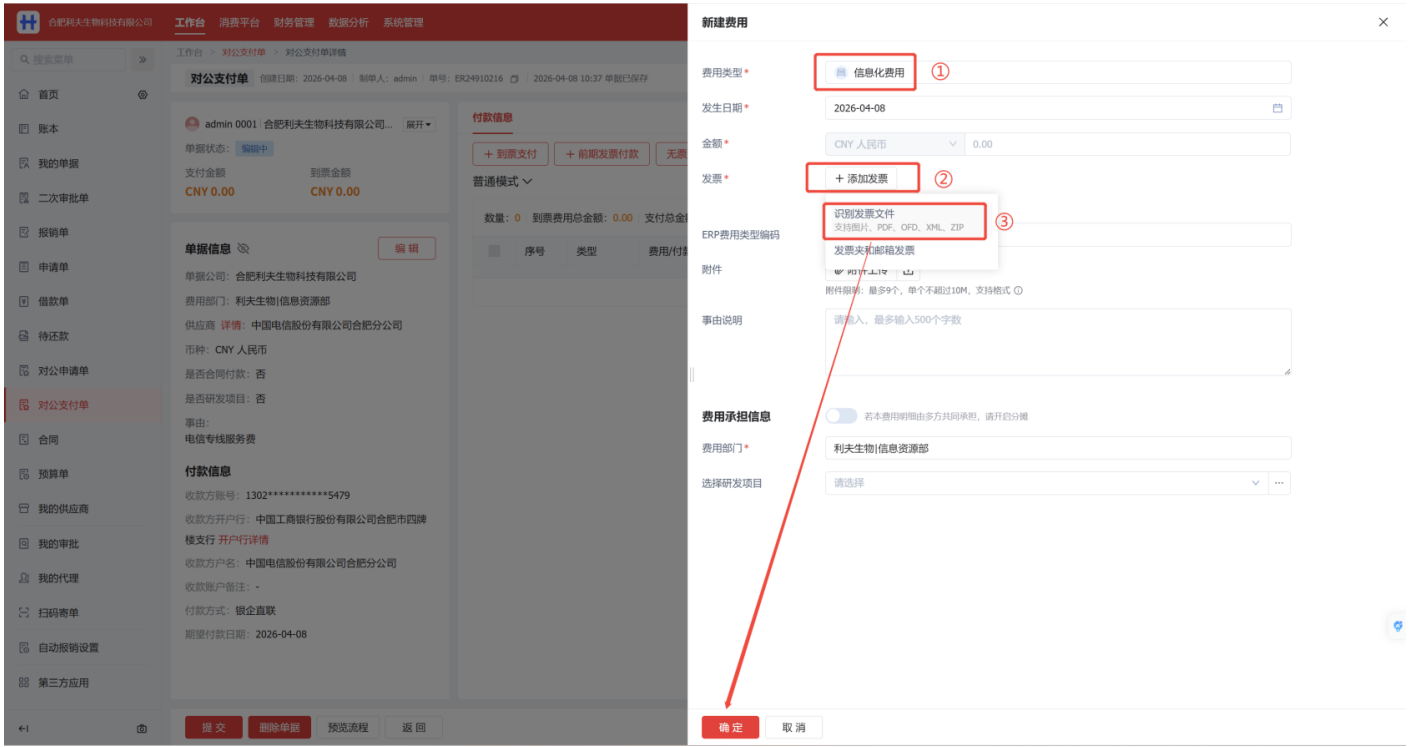 合肥利夫生物科技有限公司 工作台 消费平台 财务管理 数据分析 系统管理
搜索菜单
首页
账本
我的单据
二次审批单
报销单
申请单
借款单
待还款
对公申请单
对公支付单
合同
预算单
我的供应商
我的审批
我的代理
扫码寄单
自动报销设置
第三方应用
工作台 > 对公支付单 > 对公支付单详情
对公支付单 创建日期：2026-04-08 制单人：admin 单号：ER24910216 2026-04-08 10:37 单据已保存
admin 0001 合肥利夫生物科技有限公司... 展开
单据状态： 编辑中
支付金额 到票金额
CNY 0.00 CNY 0.00
单据信息 编 辑
单据公司：合肥利夫生物科技有限公司
费用部门：利夫生物|信息资源部
供应商 详情：中国电信股份有限公司合肥分公司
币种：CNY 人民币
是否合同付款：否
是否研发项目：否
事由：
电信专线服务费
付款信息
收款方账号：1302***********5479
收款方开户行：中国工商银行股份有限公司合肥市四牌
楼支行 开户行详情
收款方户名：中国电信股份有限公司合肥分公司
收款账户备注：-
付款方式：银企直联
期望付款日期：2026-04-08
提 交 删除单据 预览流程 返 回
付款信息
+ 到票支付 + 前期发票付款 无票
普通模式
数量：0 到票费用总金额：0.00 支付总金
序号 类型 费用/付款
新建费用
费用类型* 信息化费用 ①
发生日期* 2026-04-08
金额* CNY 人民币 0.00
发票* + 添加发票 ②
识别发票文件 ③
支持图片、PDF、OFD、XML、ZIP
发票夹和邮箱发票
ERP费用类型编码
附件 附件上传
附件限制：最多9个，单个不超过10M，支持格式
事由说明 请输入，最多输入500个字数
费用承担信息 若本费用明细由多方共同承担，请开启分摊
费用部门* 利夫生物|信息资源部
选择研发项目 请选择
确 定 取 消